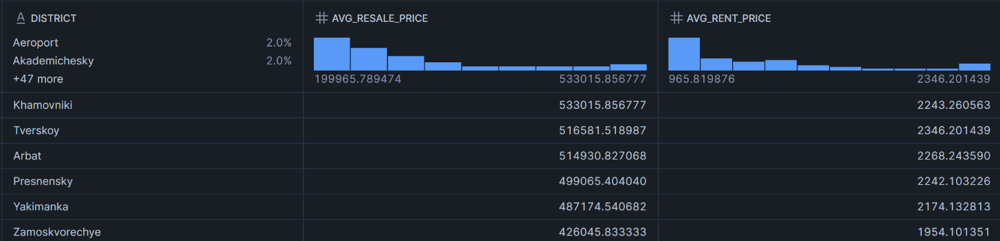 DISTRICT AVG_RESALE_PRICE AVG_RENT_PRICE
Aeroport 2.0%
Akademichesky 2.0%
+47 more 199965.789474 533015.856777 965.819876 2346.201439
Khamovniki 533015.856777 2243.260563
Tverskoy 516581.518987 2346.201439
Arbat 514930.827068 2268.243590
Presnensky 499065.404040 2242.103226
Yakimanka 487174.540682 2174.132813
Zamoskvorechye 426045.833333 1954.101351